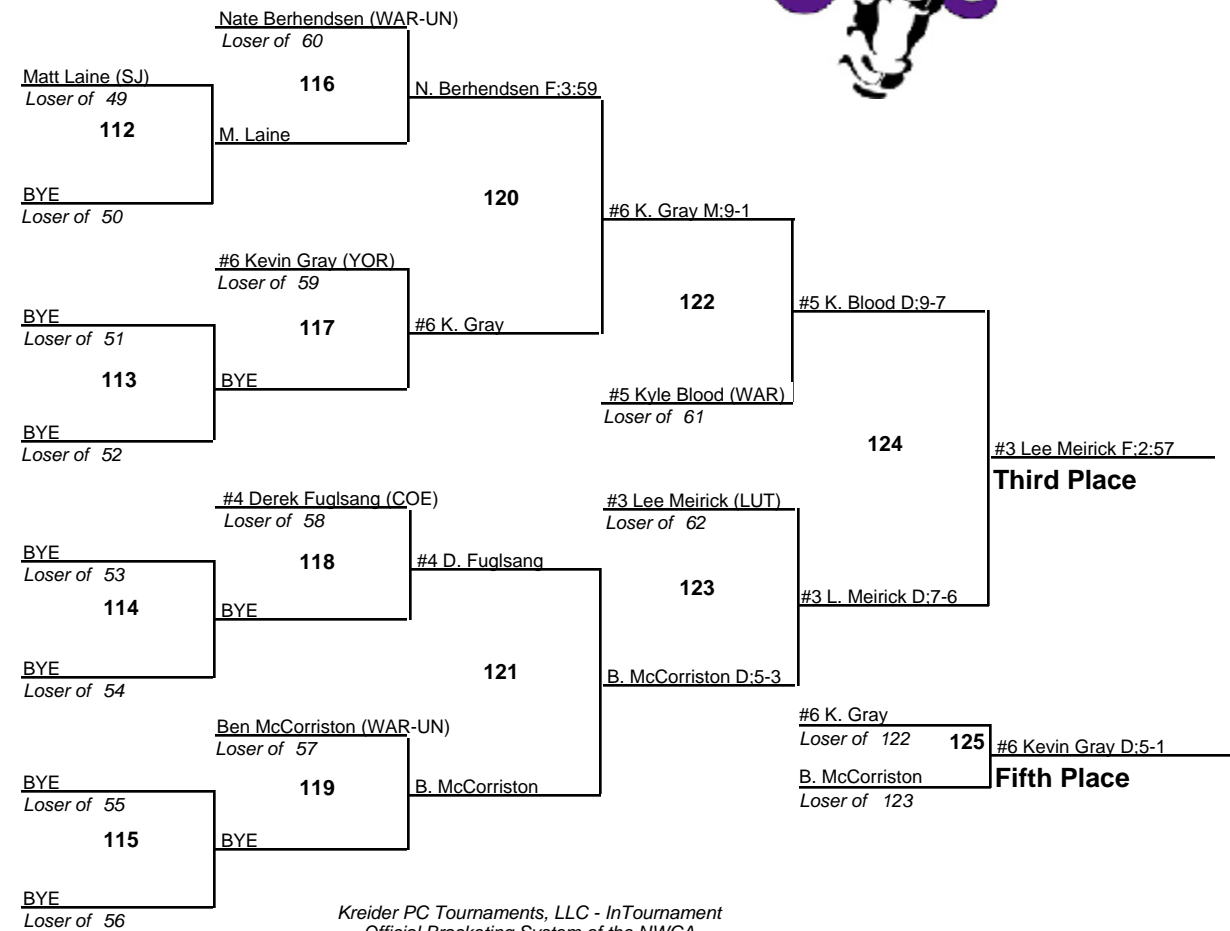 Nate Berhendsen (WAR-UN)
Loser of 60
116
Matt Laine (SJ)
Loser of 49
112
N. Berhendsen F;3:59
M. Laine
BYE
Loser of 50
120
#6 K. Gray M;9-1
#6 Kevin Gray (YOR)
Loser of 59
117
#6 K. Gray
BYE
Loser of 51
113
BYE
BYE
Loser of 52
122
#5 K. Blood D;9-7
#5 Kyle Blood (WAR)
Loser of 61
124
#3 Lee Meirick F;2:57
Third Place
#4 Derek Fuglsang (COE)
Loser of 58
118
#4 D. Fuglsang
BYE
Loser of 53
114
BYE
BYE
Loser of 54
#3 Lee Meirick (LUT)
Loser of 62
123
#3 L. Meirick D;7-6
121
B. McCorriston D;5-3
Ben McCorriston (WAR-UN)
Loser of 57
119
B. McCorriston
BYE
Loser of 55
115
BYE
BYE
Loser of 56
#6 K. Gray
Loser of 122
125
#6 Kevin Gray D;5-1
Fifth Place
B. McCorriston
Loser of 123
Kreider PC Tournaments, LLC - InTournament
Official Bracketing System of the NWCA